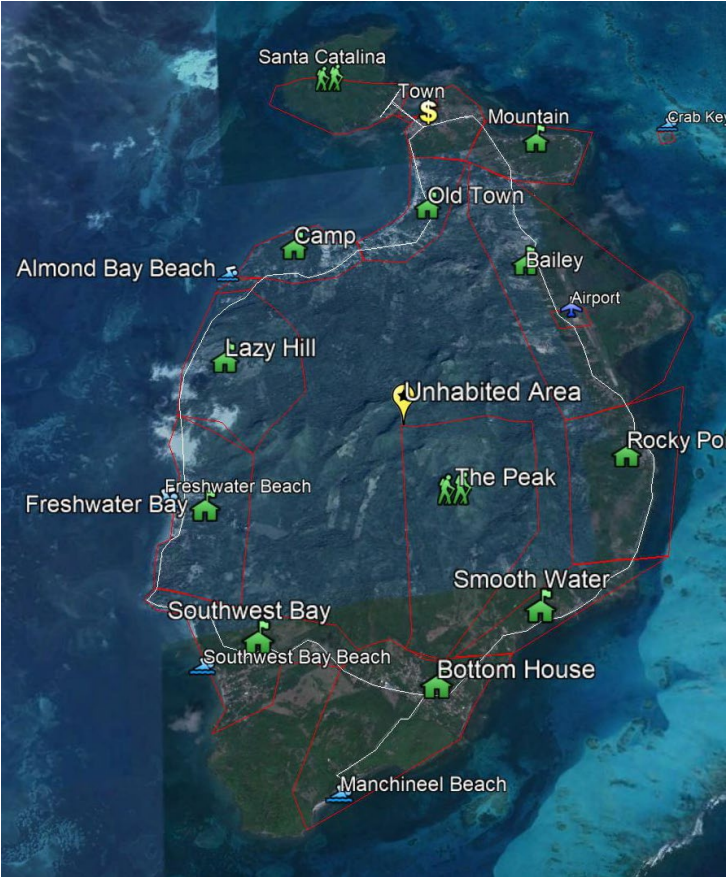 Santa Catalina
Town
$
Mountain
Crab Key
Old Town
Camp
Bailey
Almond Bay Beach
Airport
Lazy Hill
Unhabited Area
Rocky Po
The Peak
Freshwater Beach
Freshwater Bay
Smooth Water
Southwest Bay
Southwest Bay Beach
Bottom House
Manchineel Beach